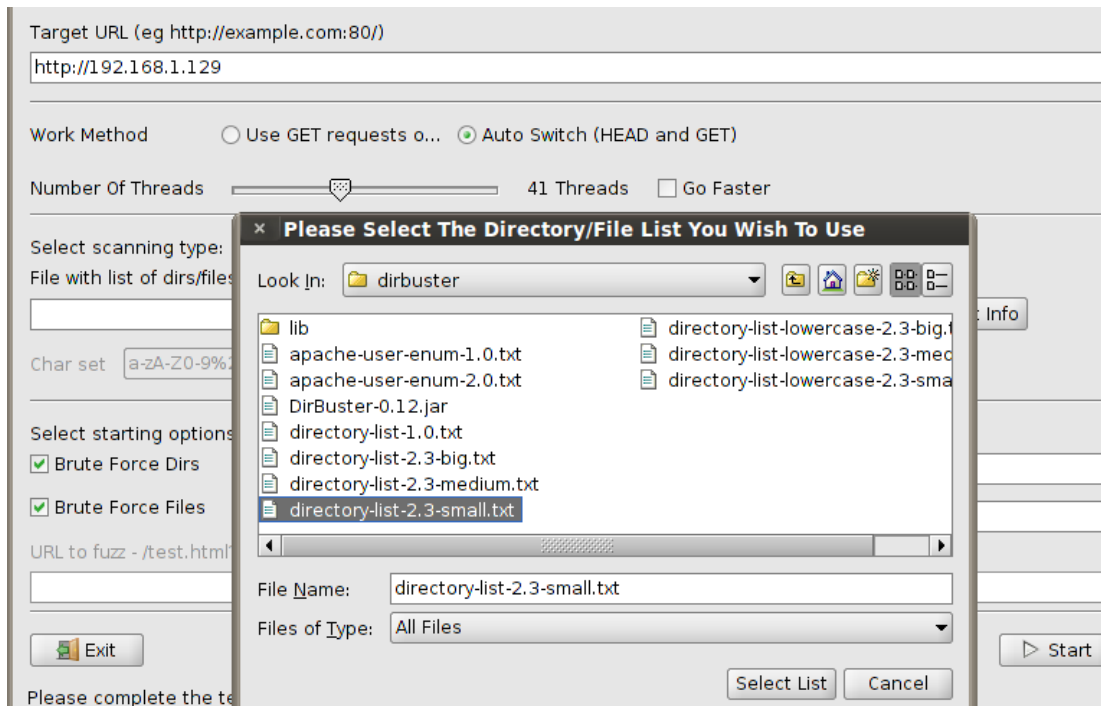 Target URL (eg http://example.com:80/)
http://192.168.1.129
Work Method Use GET requests o... Auto Switch (HEAD and GET)
Number Of Threads 41 Threads Go Faster
Please Select The Directory/File List You Wish To Use
Select scanning type:
File with list of dirs/files
Look In: dirbuster
Info
lib
apache-user-enum-1.0.txt
apache-user-enum-2.0.txt
DirBuster-0.12.jar
directory-list-1.0.txt
directory-list-2.3-big.txt
directory-list-2.3-medium.txt
directory-list-2.3-small.txt
directory-list-lowercase-2.3-big.t
directory-list-lowercase-2.3-med
directory-list-lowercase-2.3-sma
Char set a-zA-Z0-9%
Select starting options
Brute Force Dirs
Brute Force Files
URL to fuzz - /test.html
File Name: directory-list-2.3-small.txt
Files of Type: All Files
Select List Cancel
Exit
Start
Please complete the te